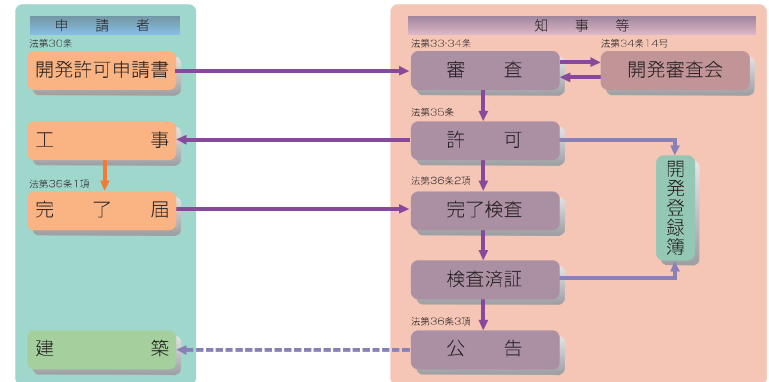 申請者
知事等
法第30条
法第33・34条
法第34条14号
開発許可申請書
審査
開発審査会
法第35条
工事
許可
開発登録簿
法第36条1項
法第36条2項
完了届
完了検査
検査済証
法第36条3項
建築
公告